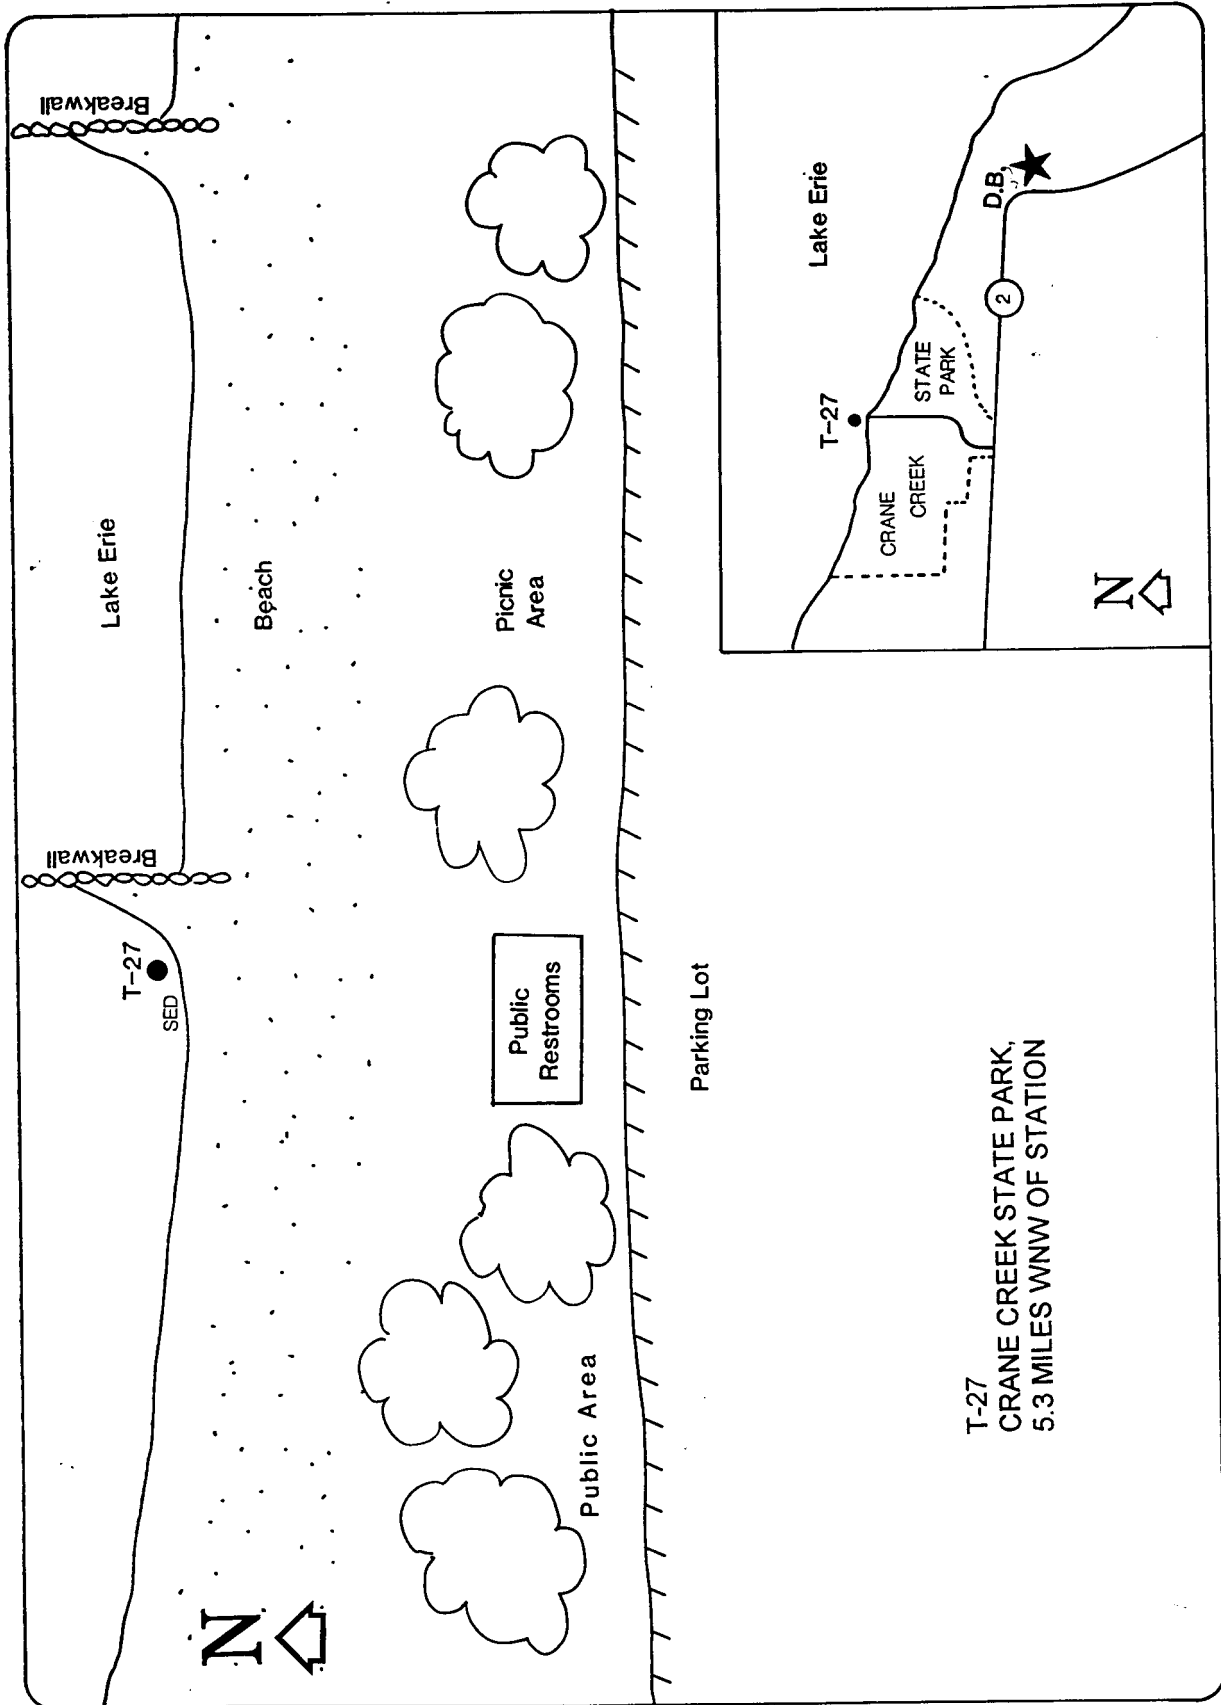 Breakwall
Breakwall
Lake Erie
T-27
SED
Beach
Picnic
Area
Public
Restrooms
Public Area
Parking Lot
N
T-27
CRANE CREEK STATE PARK,
5.3 MILES WNW OF STATION
Lake Erie
T-27
CRANE
CREEK
STATE
PARK
D.B.
2
N